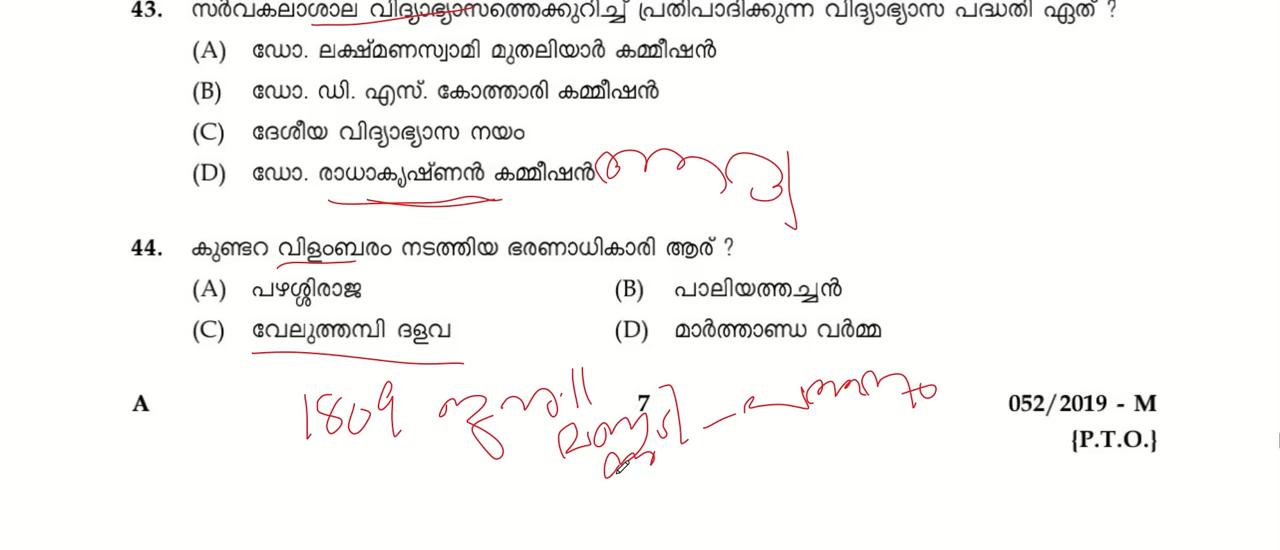 43. സർവകലാശാല വിദ്യാഭ്യാസത്തെക്കുറിച്ച് പ്രതിപാദിക്കുന്ന വിദ്യാഭ്യാസ പദ്ധതി ഏത് ?
(A) ഡോ. ലക്ഷ്മണസ്വാമി മുതലിയാർ കമ്മീഷൻ
(B) ഡോ. ഡി. എസ്. കോത്താരി കമ്മീഷൻ
(C) ദേശീയ വിദ്യാഭ്യാസ നയം
(D) ഡോ. രാധാകൃഷ്ണൻ കമ്മീഷൻ
44. കുണ്ടറ വിളംബരം നടത്തിയ ഭരണാധികാരി ആര് ?
(A) പഴശ്ശിരാജ (B) പാലിയത്തച്ചൻ
(C) വേലുത്തമ്പി ദളവ (D) മാർത്താണ്ഡ വർമ്മ
1809 11
A 7 052/2019 - M
{P.T.O.}